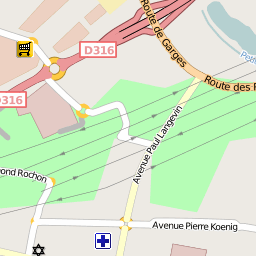 Route de Garges
D316
Route des
D316
Avenue Paul Langevin
ond Rochon
Avenue Pierre Koenig